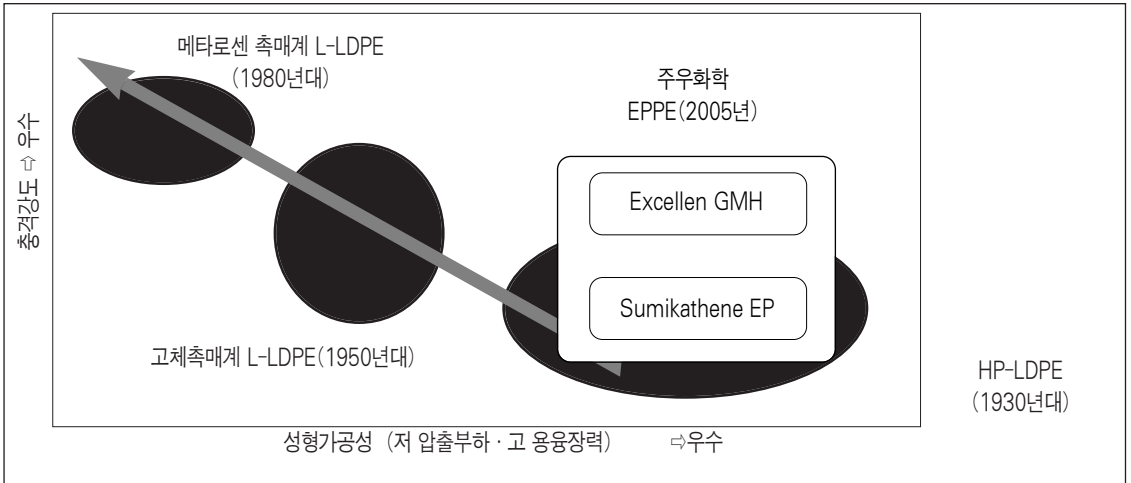 메타로센 촉매계 L-LDPE
(1980년대)
주우화학
EPPE(2005년)
충격강도 ⇨ 우수
Excellen GMH
Sumikathene EP
고체촉매계 L-LDPE(1950년대)
HP-LDPE
(1930년대)
성형가공성 (저 압출부하 · 고 용융장력) ⇨우수